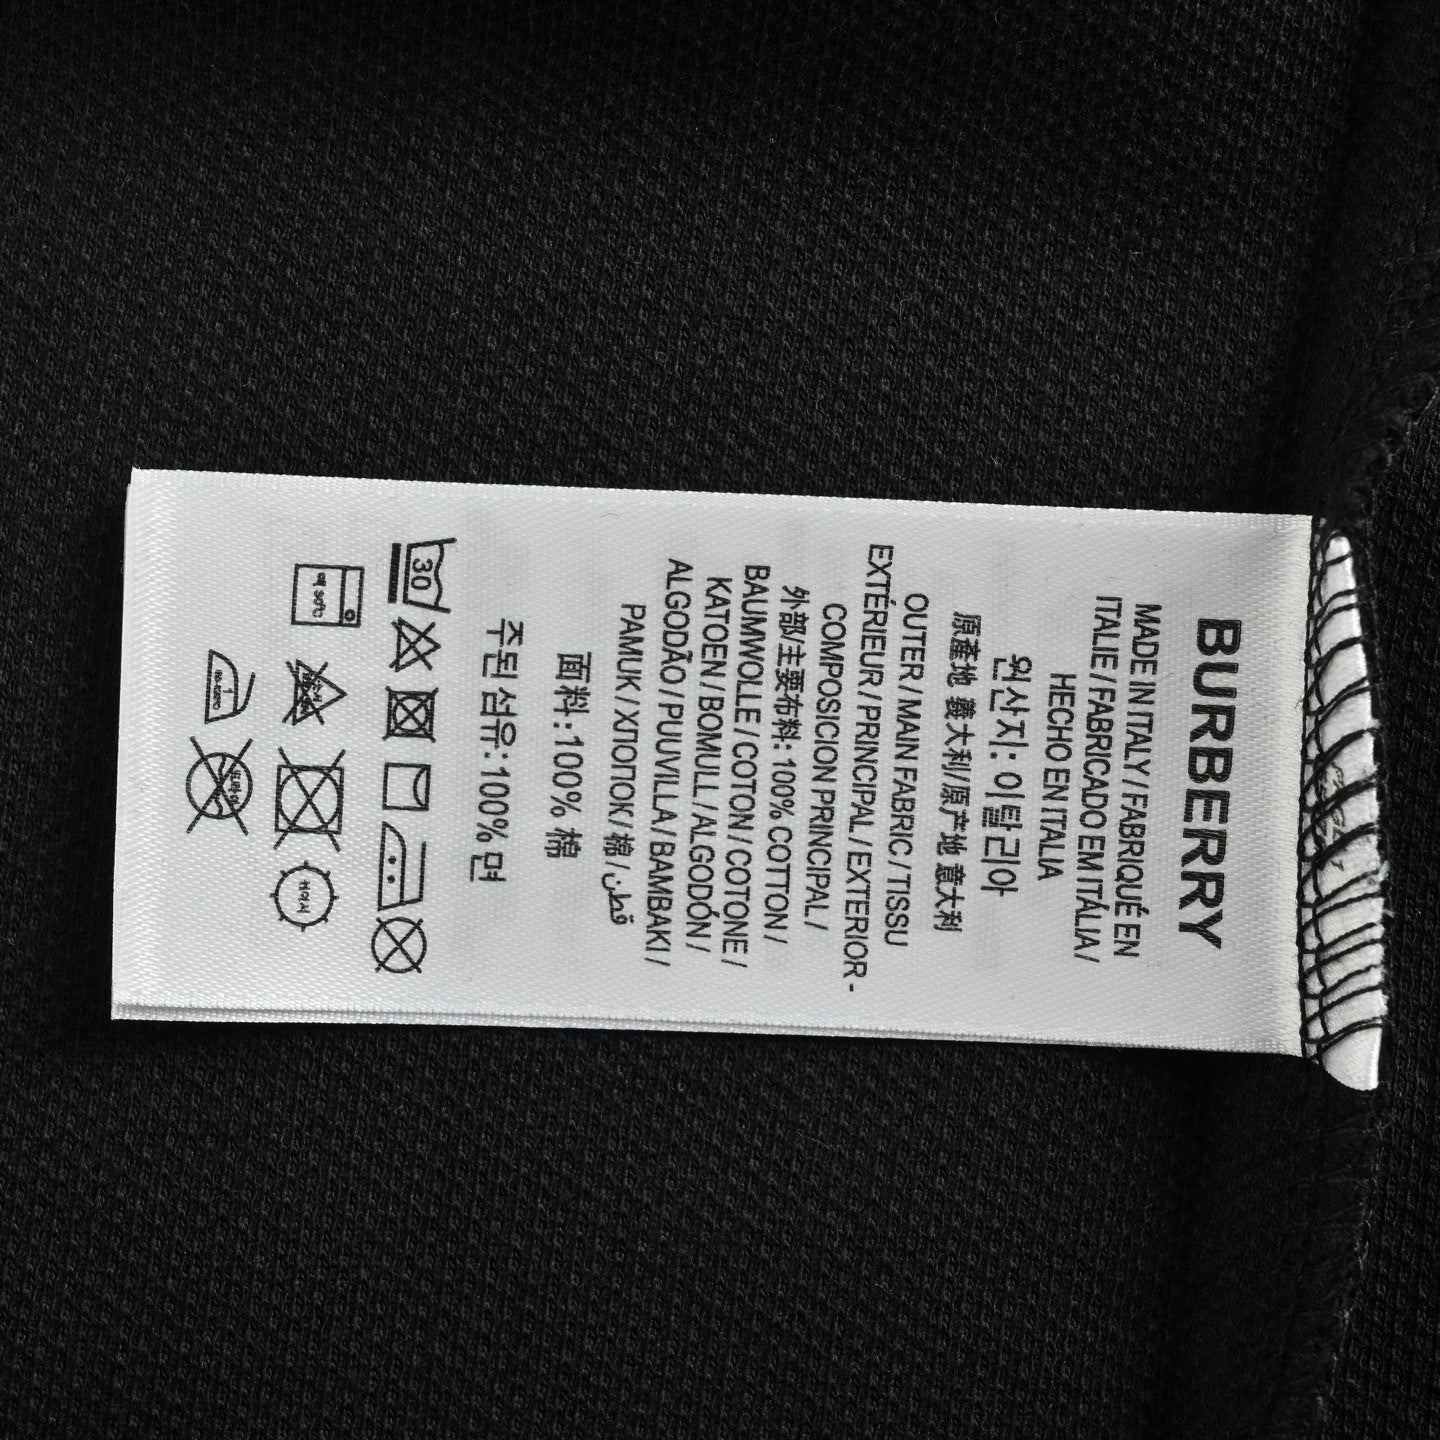 BURBERRY
MADE IN ITALY / FABRIQUÉ EN
ITALIE / FABRICADO EM ITÁLIA /
HECHO EN ITALIA
원산지: 이탈리아
原產地 義大利/原产地 意大利
OUTER / MAIN FABRIC / TISSU
EXTÉRIEUR / PRINCIPAL / EXTERIOR -
COMPOSICION PRINCIPAL /
外部主要布料: 100% COTTON /
BAUMWOLLE / COTON / COTONE /
KATOEN / BOMULL / ALGODÓN /
ALGODÃO / PUUVILLA / BAMBAKI /
PAMUK / ХЛОПОК / 棉 / قطن /
面料: 100% 棉
주된 섬유: 100% 면
30
1